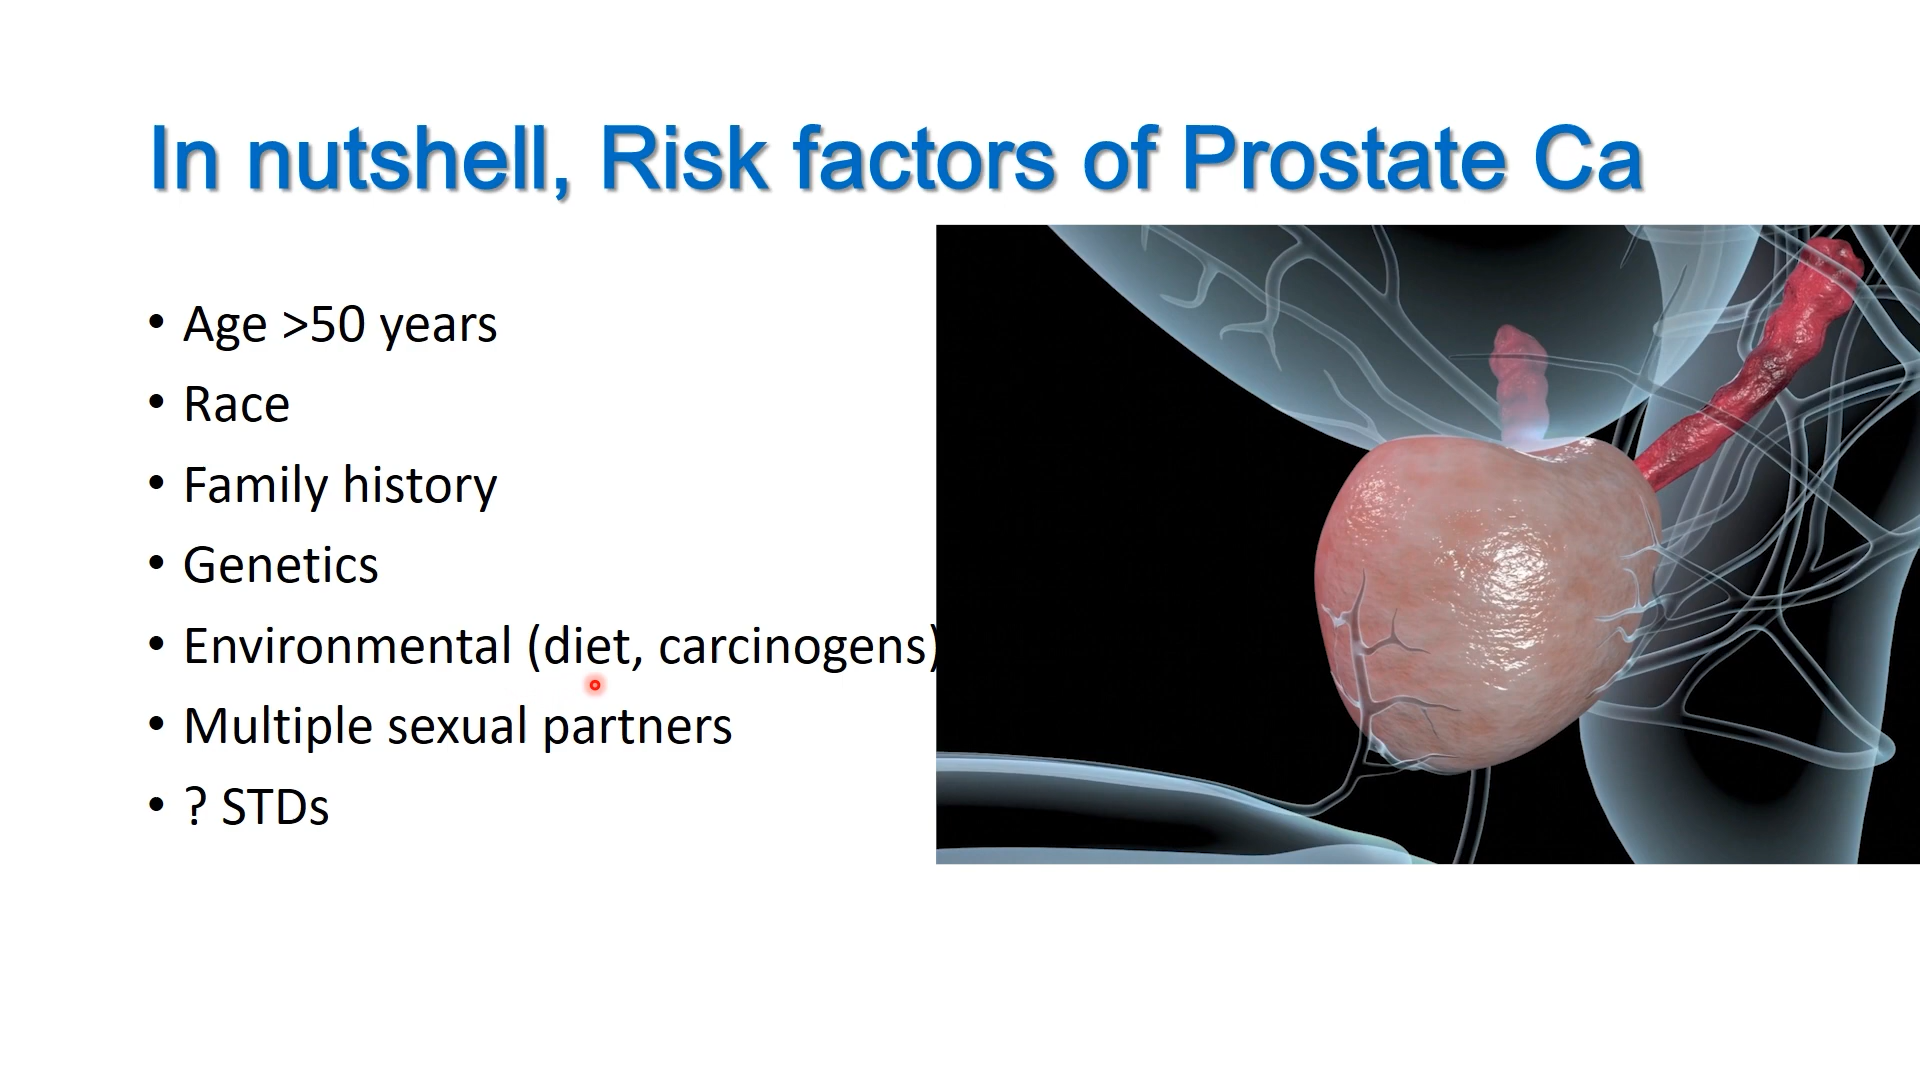 In nutshell, Risk factors of Prostate Ca
• Age >50 years
• Race
• Family history
• Genetics
• Environmental (diet, carcinogens)
• Multiple sexual partners
• ? STDs